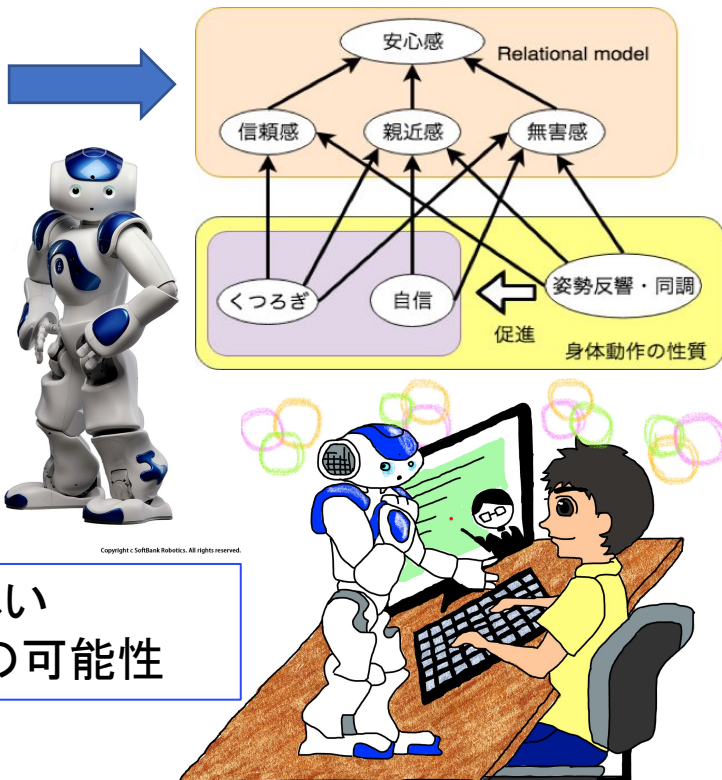 安心感
Relational model
信頼感
親近感
無害感
くつろぎ
自信
姿勢反響・同調
促進
身体動作の性質
Copyright c SoftBank Robotics. All rights reserved.
い
の可能性